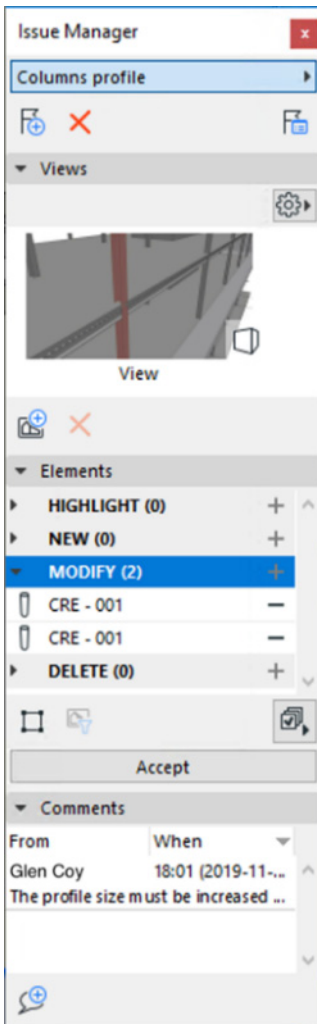 Issue Manager
Columns profile
Views
View
Elements
HIGHLIGHT (0)
NEW (0)
MODIFY (2)
CRE - 001
CRE - 001
DELETE (0)
Accept
Comments
From When
Glen Coy 18:01 (2019-11-...
The profile size must be increased ...